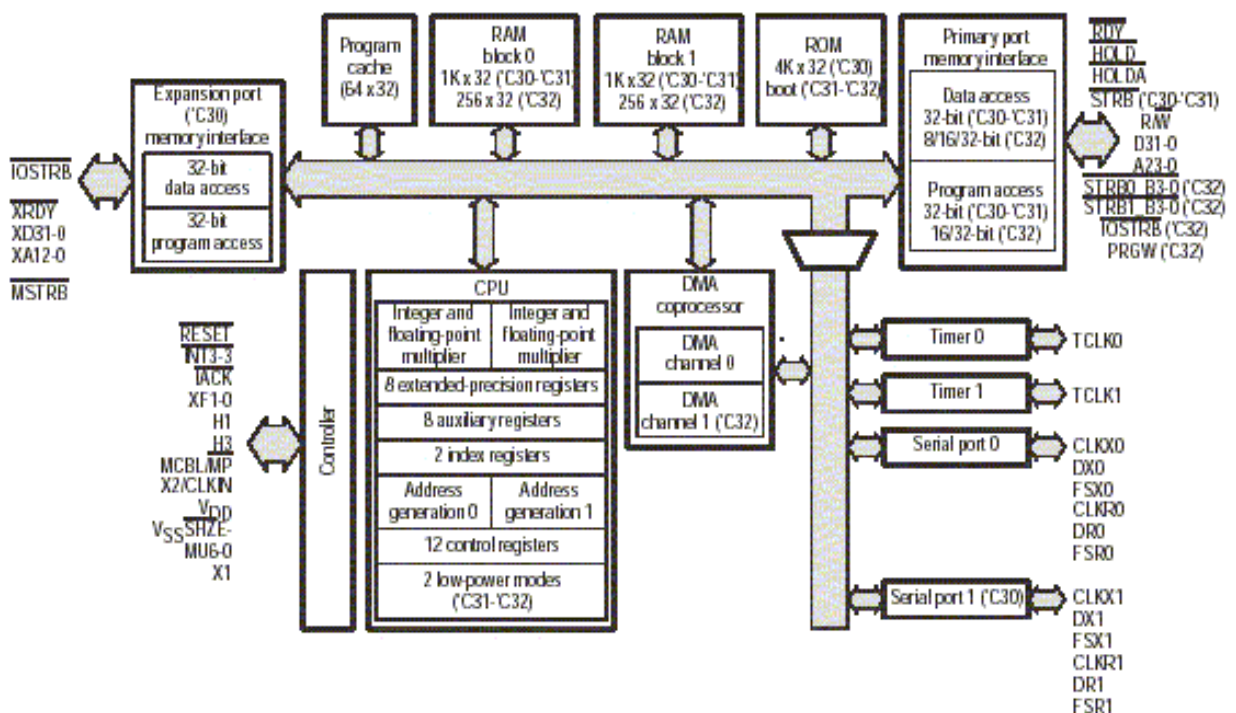 Program
cache
(64 x 32)
RAM
block 0
1K x 32 ('C30-'C31)
256 x 32 ('C32)
RAM
block 1
1K x 32 ('C30-'C31)
256 x 32 ('C32)
ROM
4K x 32 ('C30)
boot ('C31-'C32)
Primary port
memory interface
Data access
32-bit ('C30-'C31)
8/16/32-bit ('C32)
Program access
32-bit ('C30-'C31)
16/32-bit ('C32)
RDY
HOLD
HOLDA
STRB ('C30-'C31)
R/W
D31-0
A23-0
STRB0_B3-0 ('C32)
STRB1_B3-0 ('C32)
IOSTRB ('C32)
PRGW ('C32)
Expansion port
('C30)
memory interface
32-bit
data access
32-bit
program access
IOSTRB
XRDY
XD31-0
XA12-0
MSTRB
RESET
INT3-3
IACK
XF1-0
H1
H3
MCBL/MP
X2/CLKIN
VDD
VSSSHZE-
MU6-0
X1
Controller
CPU
Integer and
floating-point
multiplier
Integer and
floating-point
multiplier
8 extended-precision registers
8 auxiliary registers
2 index registers
Address
generation 0
Address
generation 1
12 control registers
2 low-power modes
('C31-'C32)
DMA
coprocessor
DMA
channel 0
DMA
channel 1 ('C32)
Timer 0
TCLK0
Timer 1
TCLK1
Serial port 0
CLKX0
DX0
FSX0
CLKR0
DR0
FSR0
Serial port 1 ('C30)
CLKX1
DX1
FSX1
CLKR1
DR1
FSR1